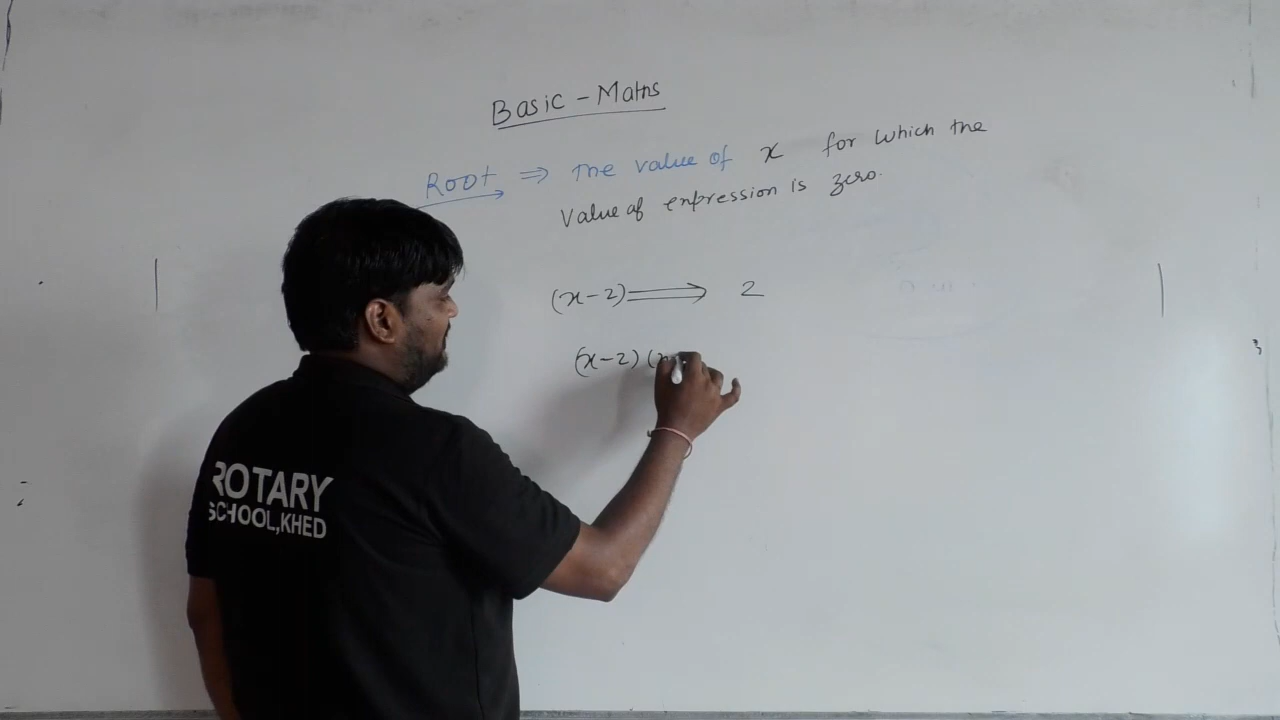 Basic - Maths
Root ⇒ The value of x for which the
Value of expression is zero.
(x-2) ⟹ 2
(x-2) (x
ROTARY
SCHOOL,KHED